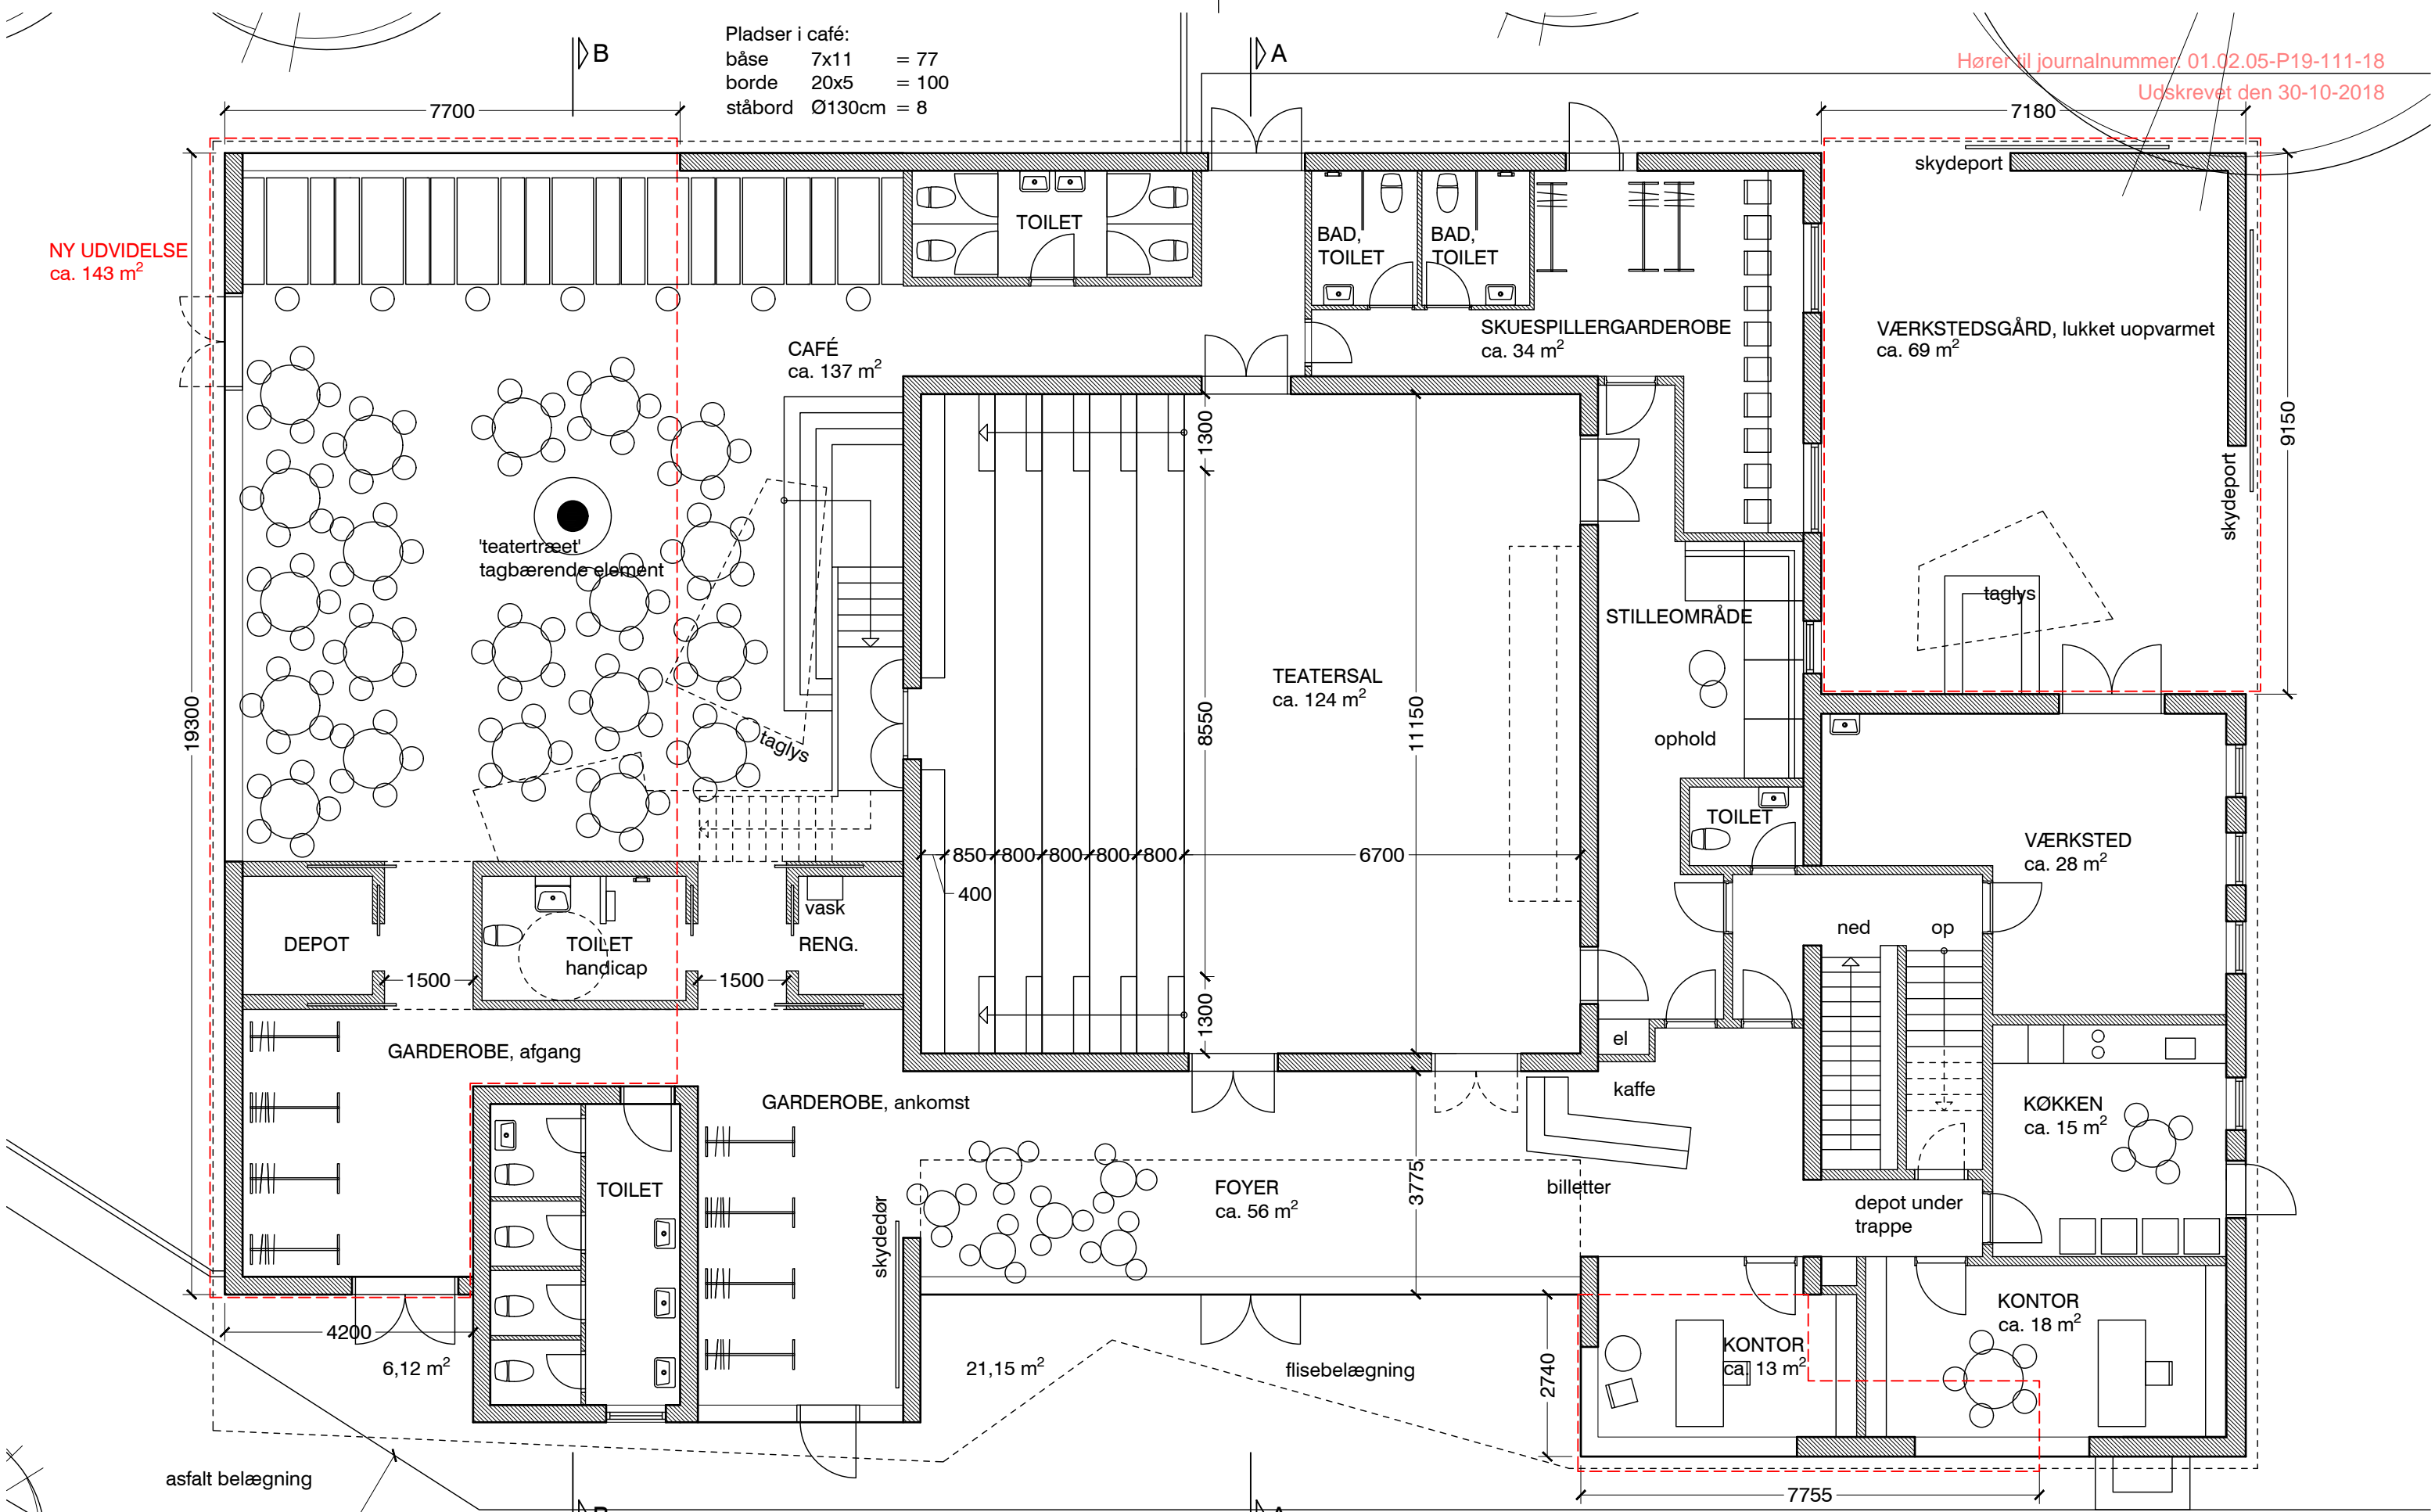 Pladser i café:
båse 7x11 = 77
borde 20x5 = 100
ståbord Ø130cm = 8
B
A
Hører til journalnummer: 01.02.05-P19-111-18
Udskrevet den 30-10-2018
7700
7180
skydeport
NY UDVIDELSE
ca. 143 m²
TOILET
BAD,
TOILET
BAD,
TOILET
SKUESPILLERGARDEROBE
ca. 34 m²
VÆRKSTEDSGÅRD, lukket uopvarmet
ca. 69 m²
CAFÉ
ca. 137 m²
1300
9150
skydeport
'teatertræet'
tagbærende element
taglys
STILLEOMRÅDE
TEATERSAL
ca. 124 m²
19300
8550
11150
taglys
ophold
TOILET
VÆRKSTED
ca. 28 m²
850
800
800
800
800
6700
400
vask
DEPOT
TOILET
handicap
RENG.
ned
op
1500
1500
1300
el
GARDEROBE, afgang
kaffe
GARDEROBE, ankomst
KØKKEN
ca. 15 m²
TOILET
FOYER
ca. 56 m²
3775
billetter
depot under
trappe
skydedør
KONTOR
ca. 18 m²
4200
KONTOR
ca. 13 m²
6,12 m²
21,15 m²
flisebelægning
2740
asfalt belægning
7755
B
A